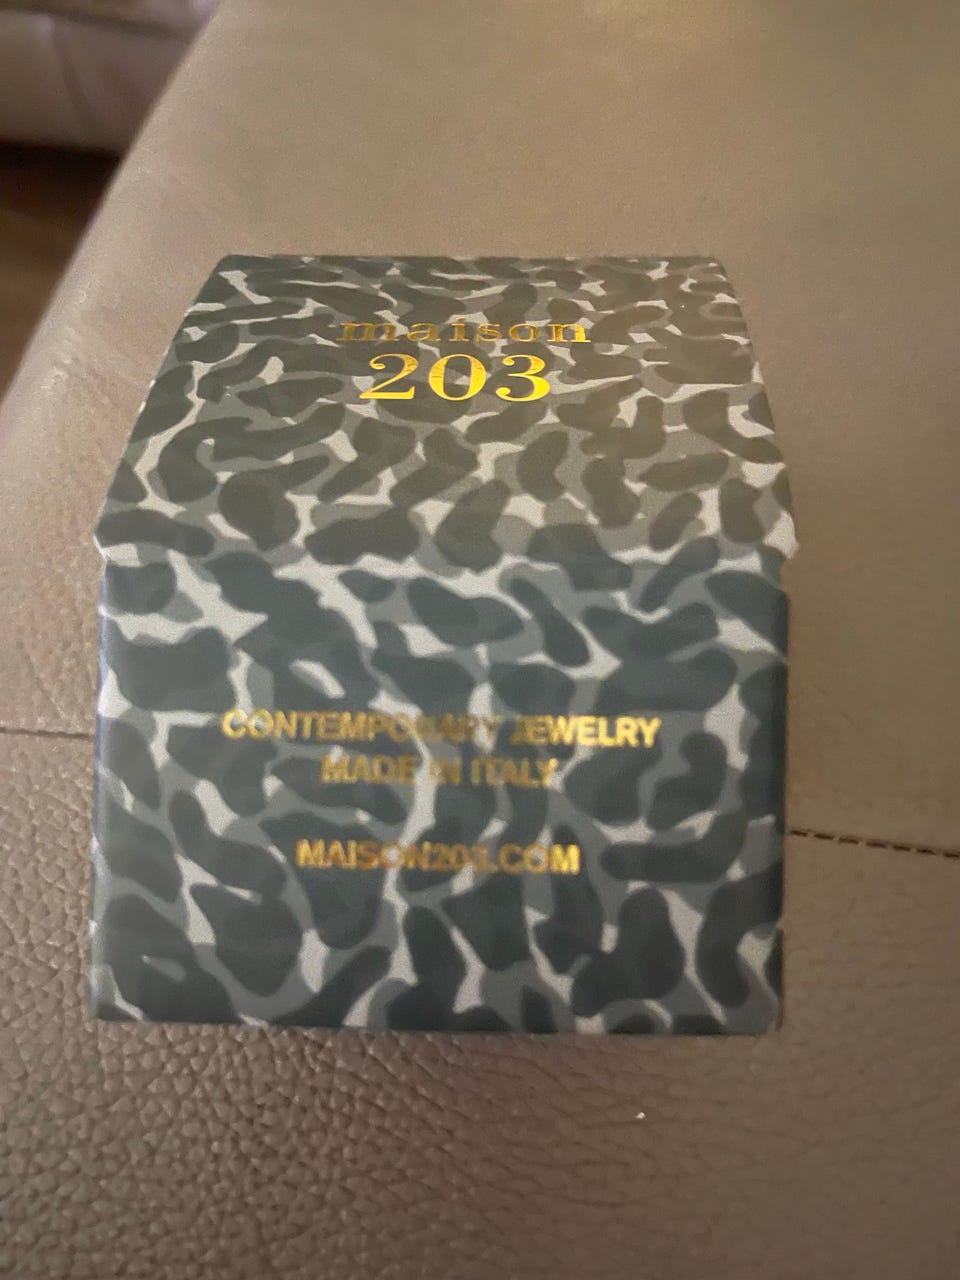 maison
203
CONTEMPORARY JEWELRY
MADE IN ITALY
MAISON203.COM